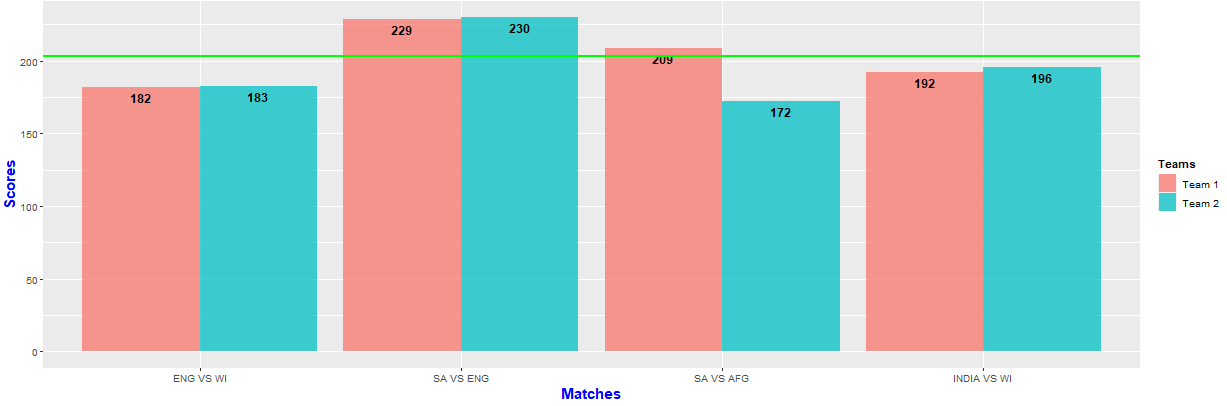 229
230
200
209
182
183
192
196
150
172
Scores
100
50
0
ENG VS WI
SA VS ENG
SA VS AFG
INDIA VS WI
Matches
Teams
Team 1
Team 2